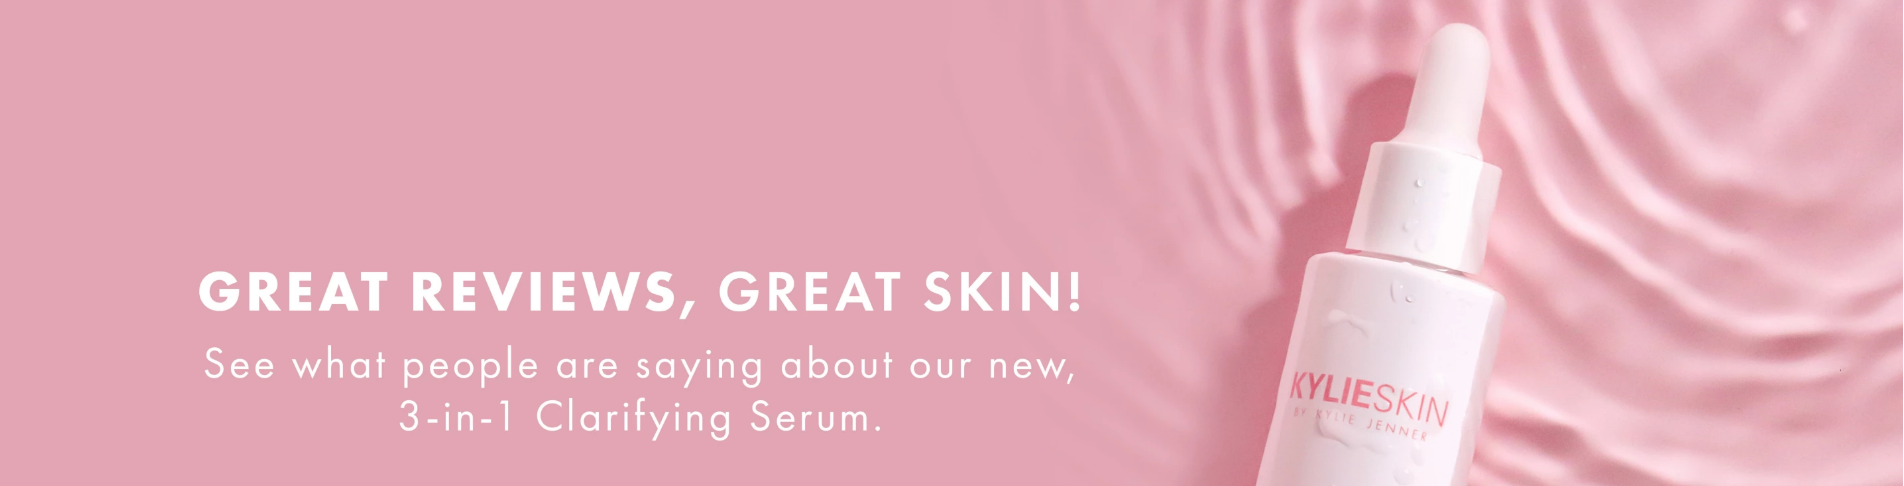 GREAT REVIEWS, GREAT SKIN!
See what people are saying about our new,
3-in-1 Clarifying Serum.
KYLIESKIN
BY KYLIE JENNER